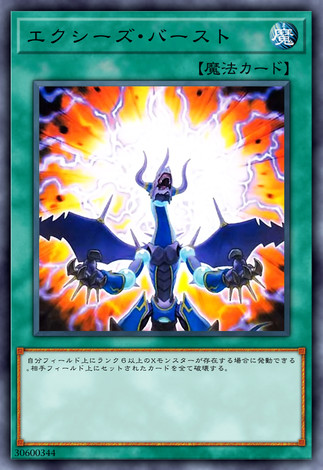 エクシーズ・バースト
魔
【魔法カード】
自分フィールド上にランク6以上のXモンスターが存在する場合に発動できる
。相手フィールド上にセットされたカードを全て破壊する。
30600344